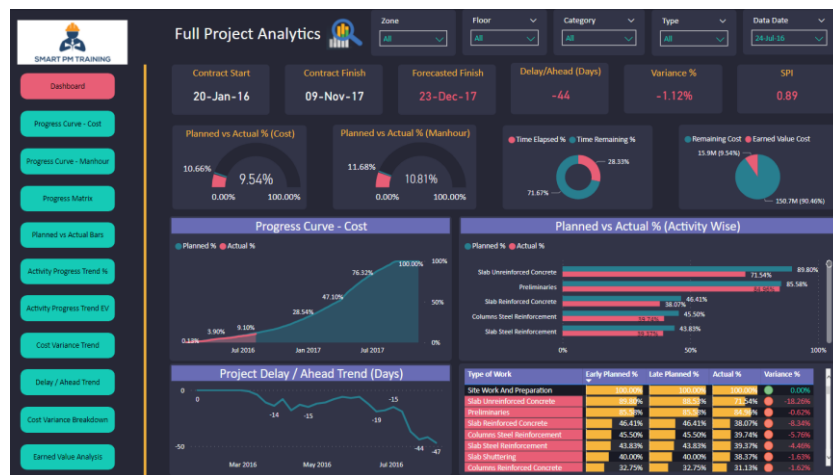 SMART PM TRAINING
Dashboard
Progress Curve - Cost
Progress Curve - Manhour
Progress Matrix
Planned vs Actual Bars
Activity Progress Trend %
Activity Progress Trend EV
Cost Variance Trend
Delay / Ahead Trend
Cost Variance Breakdown
Earned Value Analysis
Full Project Analytics
Zone
All
Floor
All
Category
All
Type
All
Data Date
24-Jul-16
Contract Start
20-Jan-16
Contract Finish
09-Nov-17
Forecasted Finish
23-Dec-17
Delay/Ahead (Days)
-44
Variance %
-1.12%
SPI
0.89
Planned vs Actual % (Cost)
10.66%
9.54%
0.00% 100.00%
Planned vs Actual % (Manhour)
11.68%
10.81%
0.00% 100.00%
Time Elapsed % Time Remaining %
28.33%
71.67%
Remaining Cost Earned Value Cost
15.9M (9.54%)
150.7M (90.46%)
Progress Curve - Cost
Planned % Actual %
100.00% 100%
76.32%
47.10% 50%
28.54%
3.90% 9.10%
0.13% 0%
Jul 2016 Jan 2017 Jul 2017
Planned vs Actual % (Activity Wise)
Planned % Actual %
Slab Unreinforced Concrete 89.80%
71.54%
Preliminaries 85.58%
84.96%
Slab Reinforced Concrete 46.41%
38.07%
Columns Steel Reinforcement 45.50%
39.74%
Slab Steel Reinforcement 43.83%
39.37%
0% 50% 100%
Project Delay / Ahead Trend (Days)
0
0
-14
-15
-19
-15
-44
-47
-50
Mar 2016 May 2016 Jul 2016
Type of Work Early Planned % Late Planned % Actual % Variance %
Site Work And Preparation 100.00% 100.00% 100.00% 0.00%
Slab Unreinforced Concrete 89.80% 88.53% 71.54% -18.26%
Preliminaries 85.58% 85.58% 84.96% -0.62%
Slab Reinforced Concrete 46.41% 46.41% 38.07% -8.34%
Columns Steel Reinforcement 45.50% 45.50% 39.74% -5.76%
Slab Steel Reinforcement 43.83% 43.83% 39.37% -4.46%
Slab Shuttering 40.00% 40.00% 38.37% -1.63%
Columns Reinforced Concrete 32.75% 32.75% 31.13% -1.62%